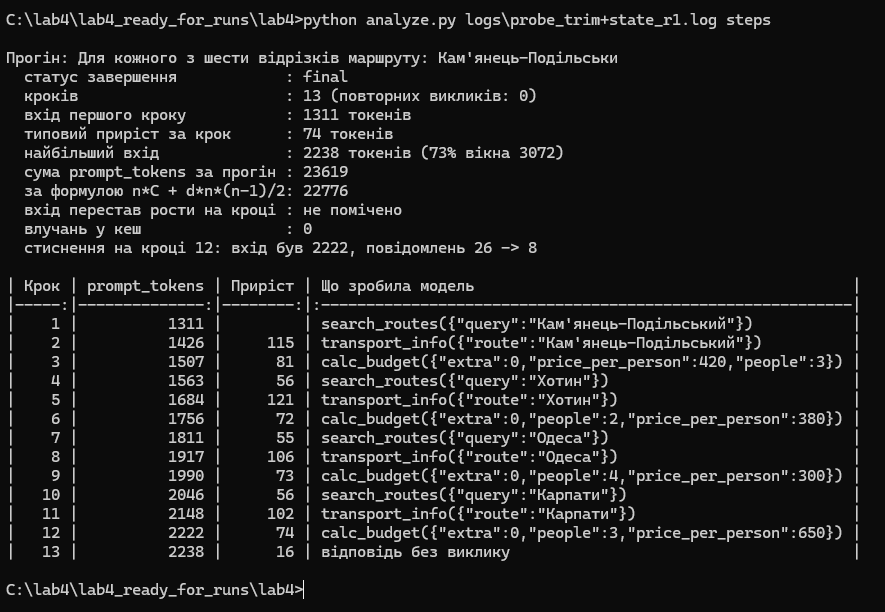 C:\lab4\lab4_ready_for_runs\lab4>python analyze.py logs\probe_trim+state_r1.log steps
Прогін: Для кожного з шести відрізків маршруту: Кам'янець-Подільськи
статус завершення : final
кроків : 13 (повторних викликів: 0)
вхід першого кроку : 1311 токенів
типовий приріст за крок : 74 токенів
найбільший вхід : 2238 токенів (73% вікна 3072)
сума prompt_tokens за прогін : 23619
за формулою n*C + d*n*(n-1)/2: 22776
вхід перестав рости на кроці : не помічено
влучань у кеш : 0
стиснення на кроці 12: вхід був 2222, повідомлень 26 -> 8
| Крок | prompt_tokens | Приріст | Що зробила модель |
|-----:|--------------:|--------:|:--------------------------------------------------------|
| 1 | 1311 | | search_routes({"query":"Кам'янець-Подільський"}) |
| 2 | 1426 | 115 | transport_info({"route":"Кам'янець-Подільський"}) |
| 3 | 1507 | 81 | calc_budget({"extra":0,"price_per_person":420,"people":3}) |
| 4 | 1563 | 56 | search_routes({"query":"Хотин"}) |
| 5 | 1684 | 121 | transport_info({"route":"Хотин"}) |
| 6 | 1756 | 72 | calc_budget({"extra":0,"people":2,"price_per_person":380}) |
| 7 | 1811 | 55 | search_routes({"query":"Одеса"}) |
| 8 | 1917 | 106 | transport_info({"route":"Одеса"}) |
| 9 | 1990 | 73 | calc_budget({"extra":0,"people":4,"price_per_person":300}) |
| 10 | 2046 | 56 | search_routes({"query":"Карпати"}) |
| 11 | 2148 | 102 | transport_info({"route":"Карпати"}) |
| 12 | 2222 | 74 | calc_budget({"extra":0,"people":3,"price_per_person":650}) |
| 13 | 2238 | 16 | відповідь без виклику |
C:\lab4\lab4_ready_for_runs\lab4>